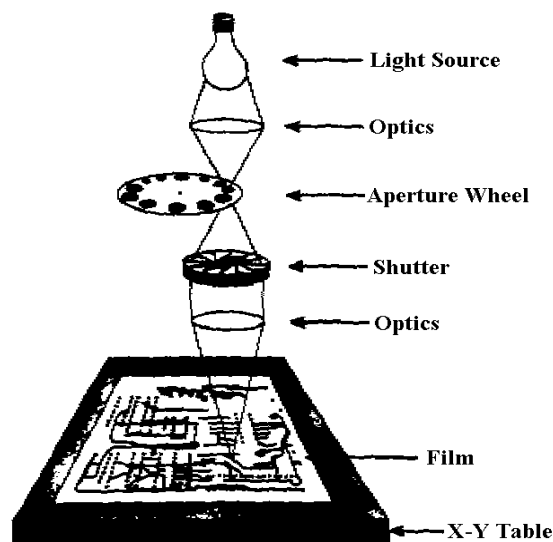 Light Source
Optics
Aperture Wheel
Shutter
Optics
Film
X-Y Table